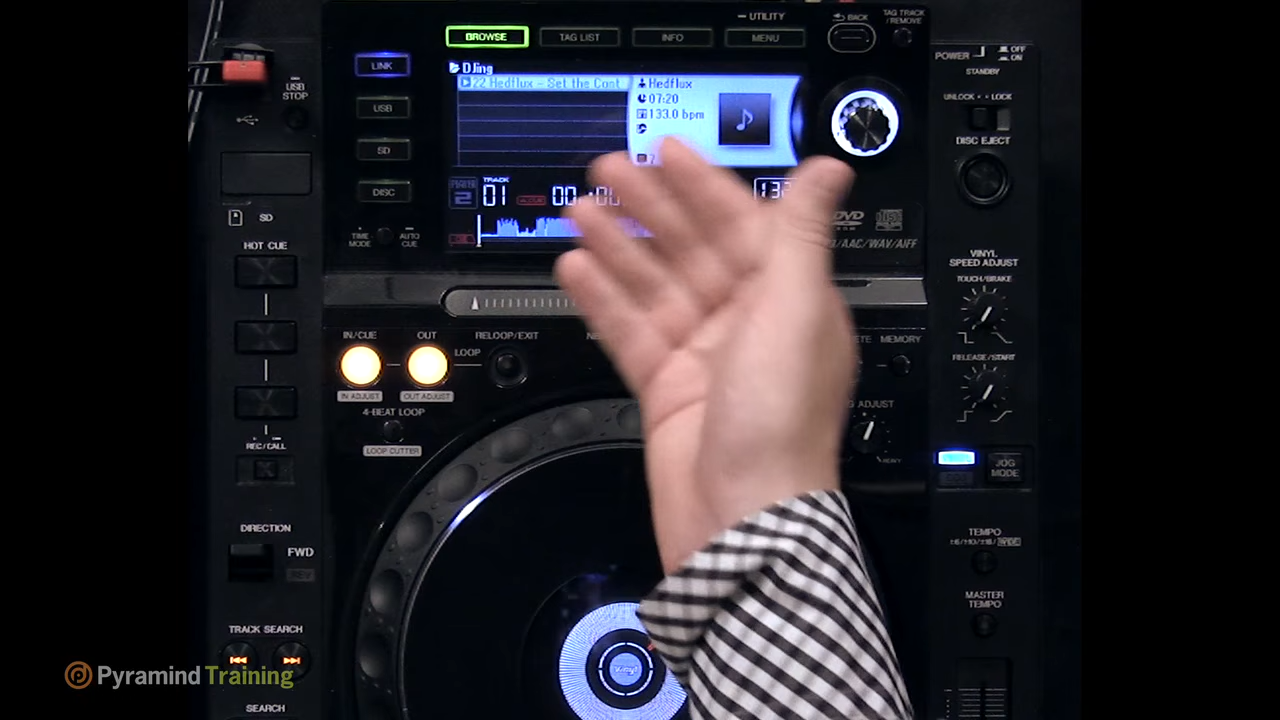 UTILITY
BACK
TAG TRACK
/REMOVE
BROWSE
TAG LIST
INFO
MENU
POWER
OFF
ON
STANDBY
LINK
DJing
22 Hedflux - Set the Cont
Hedflux
07:20
133.0 bpm
7
USB
STOP
USB
UNLOCK
LOCK
SD
DISC EJECT
DISC
TRACK
01
SD
TIME
MODE
AUTO
CUE
/AAC/WAV/AIFF
HOT CUE
VINYL
SPEED ADJUST
TOUCH/BRAKE
IN/CUE
OUT
RELOOP/EXIT
LOOP
MEMORY
RELEASE/START
IN ADJUST
OUT ADJUST
4-BEAT LOOP
ADJUST
HEAVY
LOOP CUTTER
REC/CALL
JOG
MODE
DIRECTION
FWD
REV
TEMPO
WIDE
MASTER
TEMPO
TRACK SEARCH
Pyramind Training
SEARCH